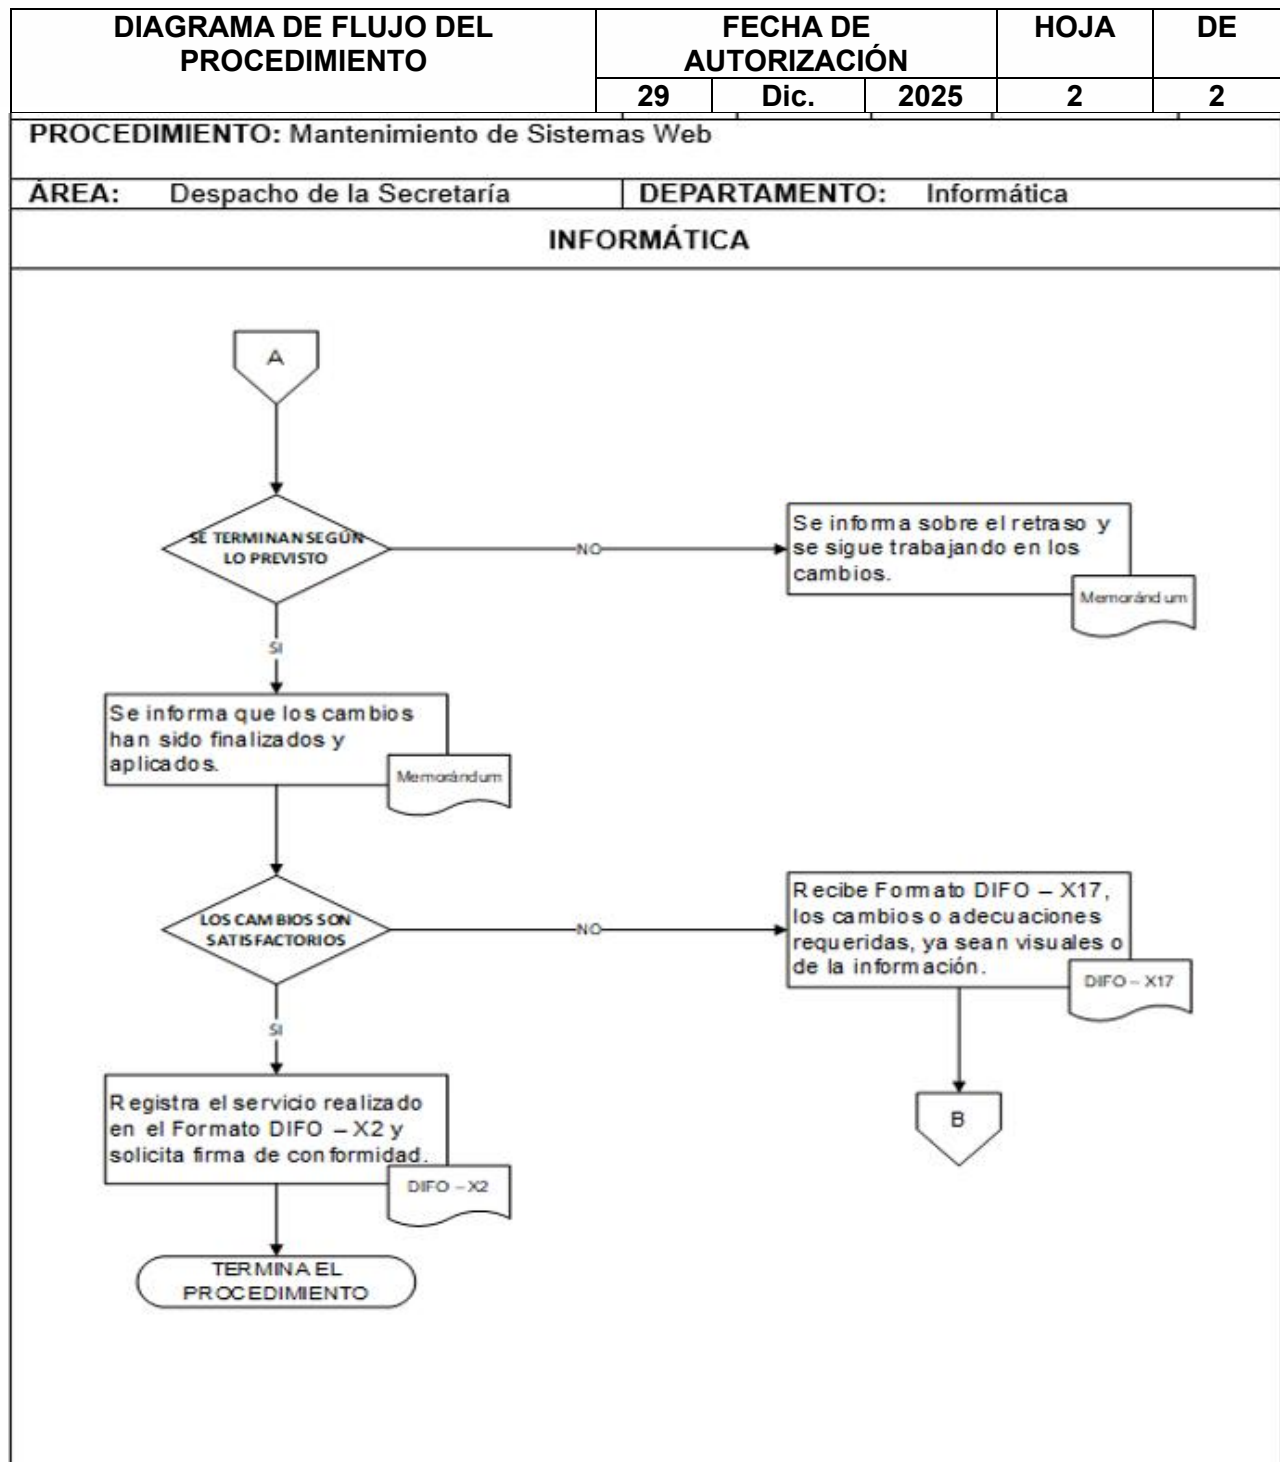 DIAGRAMA DE FLUJO DEL
PROCEDIMIENTO
FECHA DE
AUTORIZACIÓN
HOJA
DE
29 Dic. 2025 2 2
PROCEDIMIENTO: Mantenimiento de Sistemas Web
ÁREA: Despacho de la Secretaría DEPARTAMENTO: Informática
INFORMÁTICA
A
SE TERMINAN SEGÚN
LO PREVISTO
NO
Se informa sobre el retraso y
se sigue trabajando en los
cambios.
Memorándum
SI
Se informa que los cambios
han sido finalizados y
aplicados.
Memorándum
LOS CAMBIOS SON
SATISFACTORIOS
NO
Recibe Formato DIFO – X17,
los cambios o adecuaciones
requeridas, ya sean visuales o
de la información.
DIFO – X17
SI
Registra el servicio realizado
en el Formato DIFO – X2 y
solicita firma de conformidad.
DIFO – X2
B
TERMINA EL
PROCEDIMIENTO